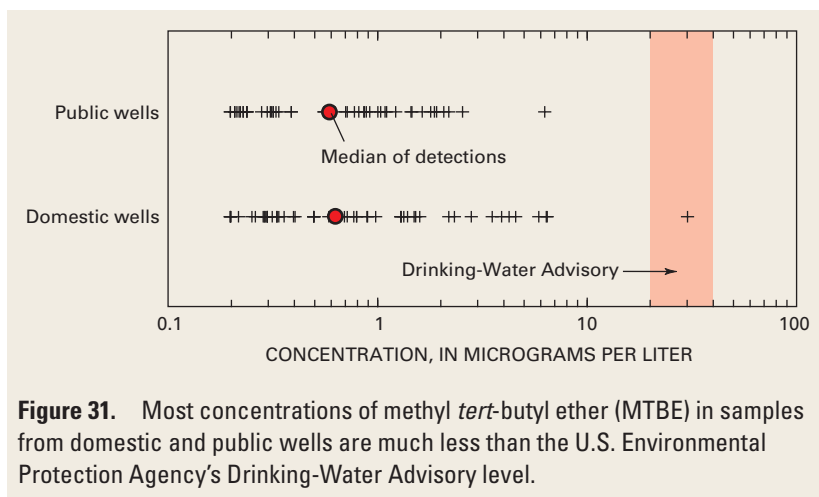 Public wells
Median of detections
Domestic wells
Drinking-Water Advisory
0.1 1 10 100
CONCENTRATION, IN MICROGRAMS PER LITER
Figure 31. Most concentrations of methyl tert-butyl ether (MTBE) in samples
from domestic and public wells are much less than the U.S. Environmental
Protection Agency’s Drinking-Water Advisory level.